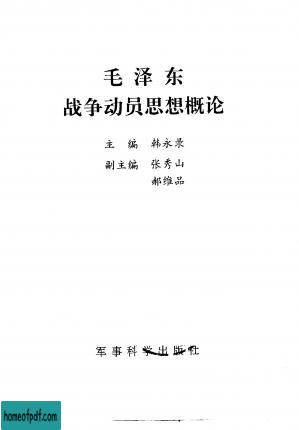 毛泽东
战争动员思想概论
主编 韩永录
副主编 张秀山
郝维品
军事科学出版社
homeofpdf.com